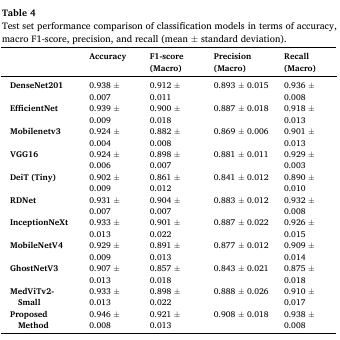 Table 4
Test set performance comparison of classification models in terms of accuracy,
macro F1-score, precision, and recall (mean ± standard deviation).
Accuracy F1-score Precision Recall
(Macro) (Macro) (Macro)
DenseNet201 0.938 ± 0.912 ± 0.893 ± 0.015 0.936 ±
0.007 0.011 0.008
EfficientNet 0.939 ± 0.900 ± 0.887 ± 0.018 0.918 ±
0.009 0.018 0.013
Mobilenetv3 0.924 ± 0.882 ± 0.869 ± 0.006 0.901 ±
0.004 0.008 0.013
VGG16 0.924 ± 0.898 ± 0.881 ± 0.011 0.929 ±
0.006 0.007 0.003
DeiT (Tiny) 0.902 ± 0.861 ± 0.841 ± 0.012 0.890 ±
0.009 0.012 0.010
RDNet 0.931 ± 0.904 ± 0.883 ± 0.012 0.932 ±
0.007 0.007 0.008
InceptionNeXt 0.933 ± 0.901 ± 0.887 ± 0.022 0.926 ±
0.013 0.022 0.015
MobileNetV4 0.929 ± 0.891 ± 0.877 ± 0.012 0.909 ±
0.009 0.013 0.014
GhostNetV3 0.907 ± 0.857 ± 0.843 ± 0.021 0.875 ±
0.013 0.018 0.018
MedViTv2- 0.933 ± 0.898 ± 0.888 ± 0.026 0.910 ±
Small 0.013 0.022 0.017
Proposed 0.946 ± 0.921 ± 0.908 ± 0.018 0.938 ±
Method 0.008 0.013 0.008